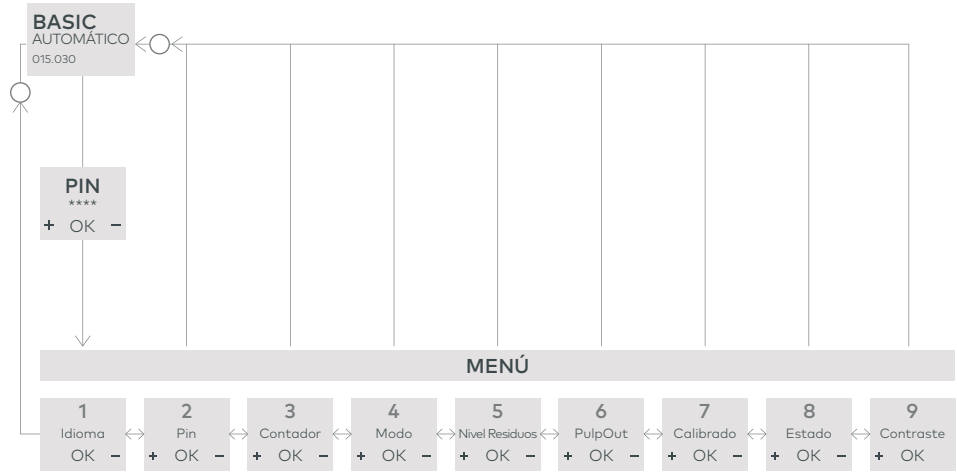 BASIC
AUTOMÁTICO
015.030
PIN
****
+ OK −
MENÚ
1 2 3 4 5 6 7 8 9
Idioma Pin Contador Modo Nivel Residuos PulpOut Calibrado Estado Contraste
OK − + OK − + OK − + OK − + OK − + OK − + OK − + OK − + OK